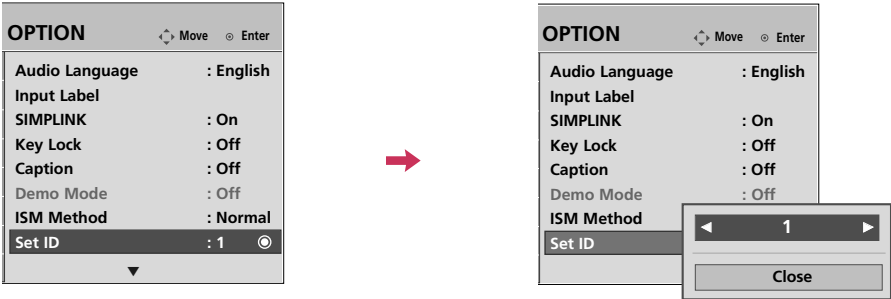 OPTION Move Enter
Audio Language : English
Input Label
SIMPLINK : On
Key Lock : Off
Caption : Off
Demo Mode : Off
ISM Method : Normal
Set ID : 1
OPTION Move Enter
Audio Language : English
Input Label
SIMPLINK : On
Key Lock : Off
Caption : Off
Demo Mode : Off
ISM Method
Set ID
1
Close